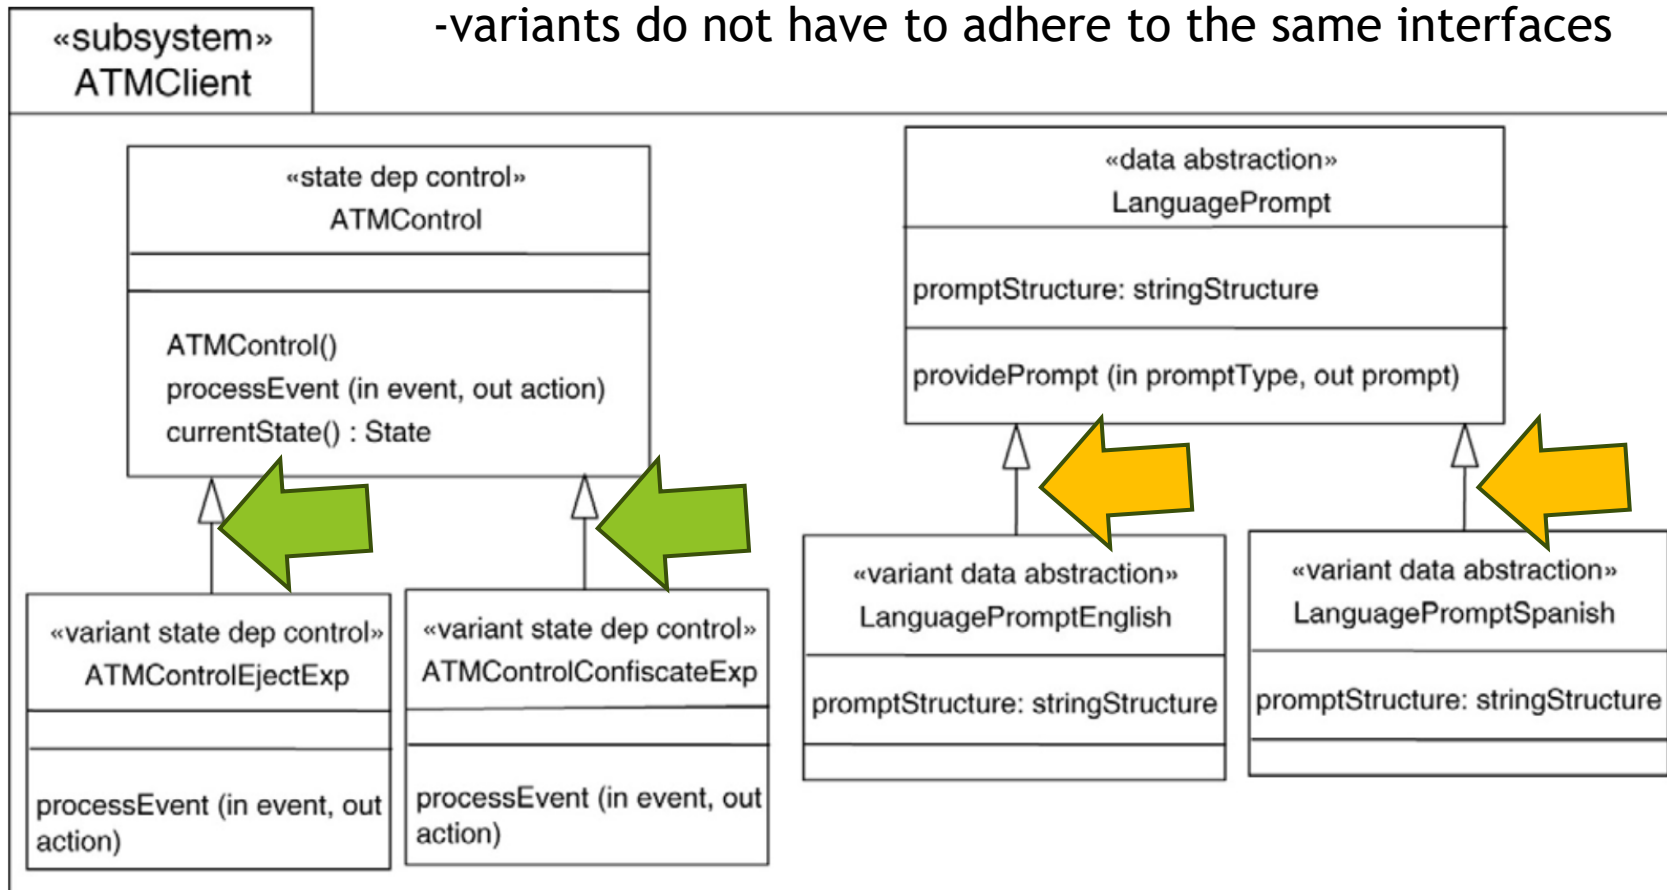 -variants do not have to adhere to the same interfaces
«subsystem»
ATMClient
«state dep control»
ATMControl
ATMControl()
processEvent (in event, out action)
currentState() : State
«data abstraction»
LanguagePrompt
promptStructure: stringStructure
providePrompt (in promptType, out prompt)
«variant state dep control»
ATMControlEjectExp
processEvent (in event, out
action)
«variant state dep control»
ATMControlConfiscateExp
processEvent (in event, out
action)
«variant data abstraction»
LanguagePromptEnglish
promptStructure: stringStructure
«variant data abstraction»
LanguagePromptSpanish
promptStructure: stringStructure